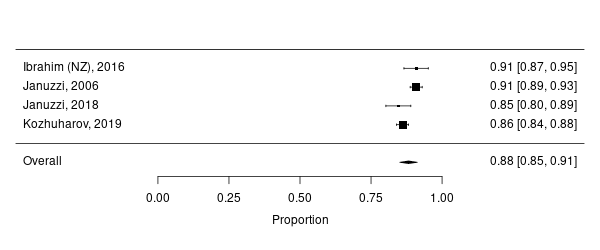 Ibrahim (NZ), 2016 0.91 [0.87, 0.95]
Januzzi, 2006 0.91 [0.89, 0.93]
Januzzi, 2018 0.85 [0.80, 0.89]
Kozhuharov, 2019 0.86 [0.84, 0.88]
Overall 0.88 [0.85, 0.91]
0.00 0.25 0.50 0.75 1.00
Proportion